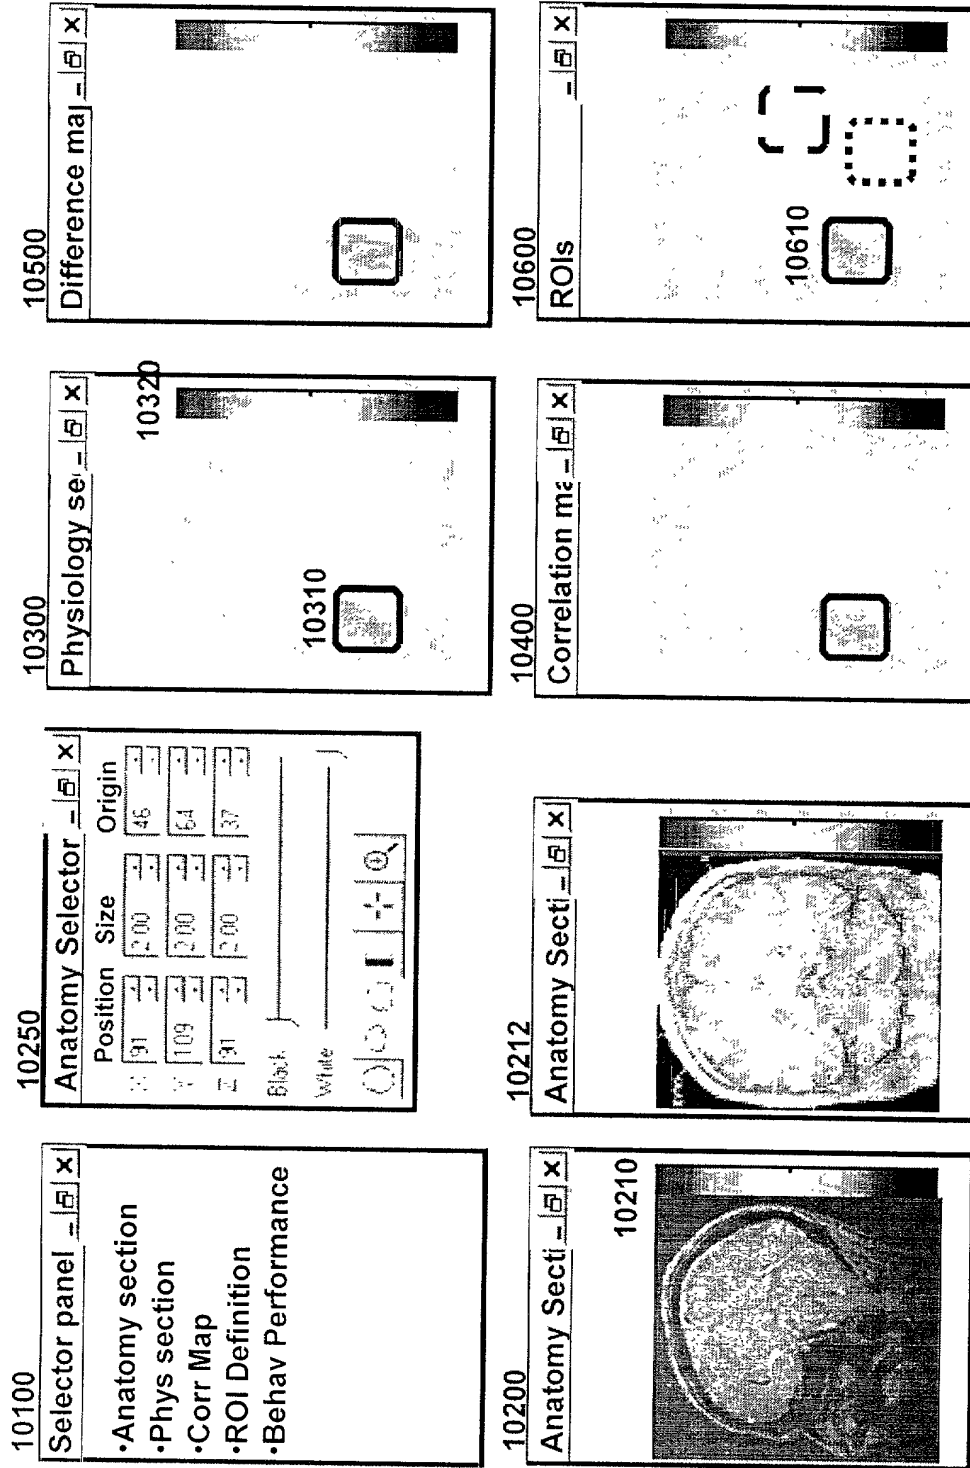 10100
Selector panel
•Anatomy section
•Phys section
•Corr Map
•ROI Definition
•Behav Performance
10250
Anatomy Selector
Position Size Origin
X 91 2.00 46
Y 109 2.00 64
Z 91 2.00 37
Black
White
10300
Physiology se
10320
10310
10500
Difference ma
10200
Anatomy Secti
10210
10212
Anatomy Secti
10400
Correlation ma
10600
ROIs
10610